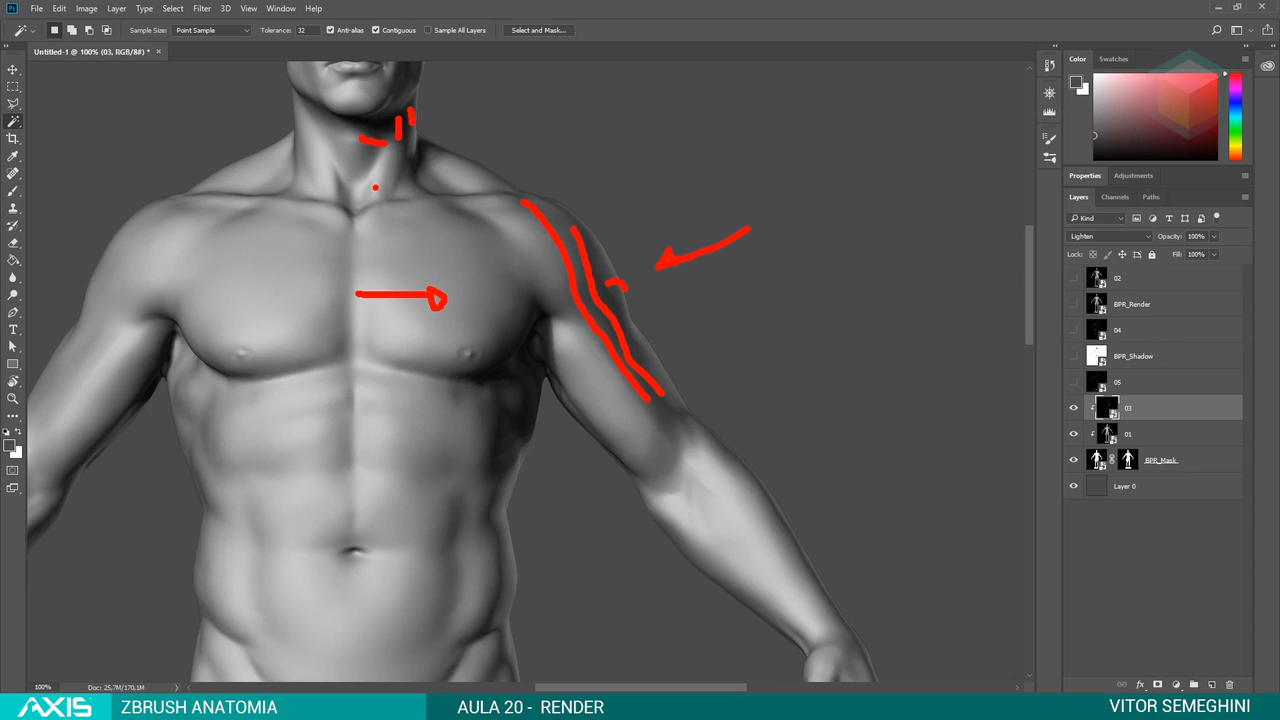 Ps File Edit Image Layer Type Select Filter 3D View Window Help
Sample Size: Point Sample Tolerance: 32 Anti-alias Contiguous Sample All Layers Select and Mask...
Untitled-1 @ 100% (03, RGB/8#) * ×
Color Swatches
Properties Adjustments
Layers Channels Paths
Kind
Lighten Opacity: 100%
Lock: Fill: 100%
02
BPR_Render
04
BPR_Shadow
05
03
01
BPR_Mask
Layer 0
100% Doc: 25,7M/170,1M
AXIS ZBRUSH ANATOMIA AULA 20 - RENDER VITOR SEMEGHINI